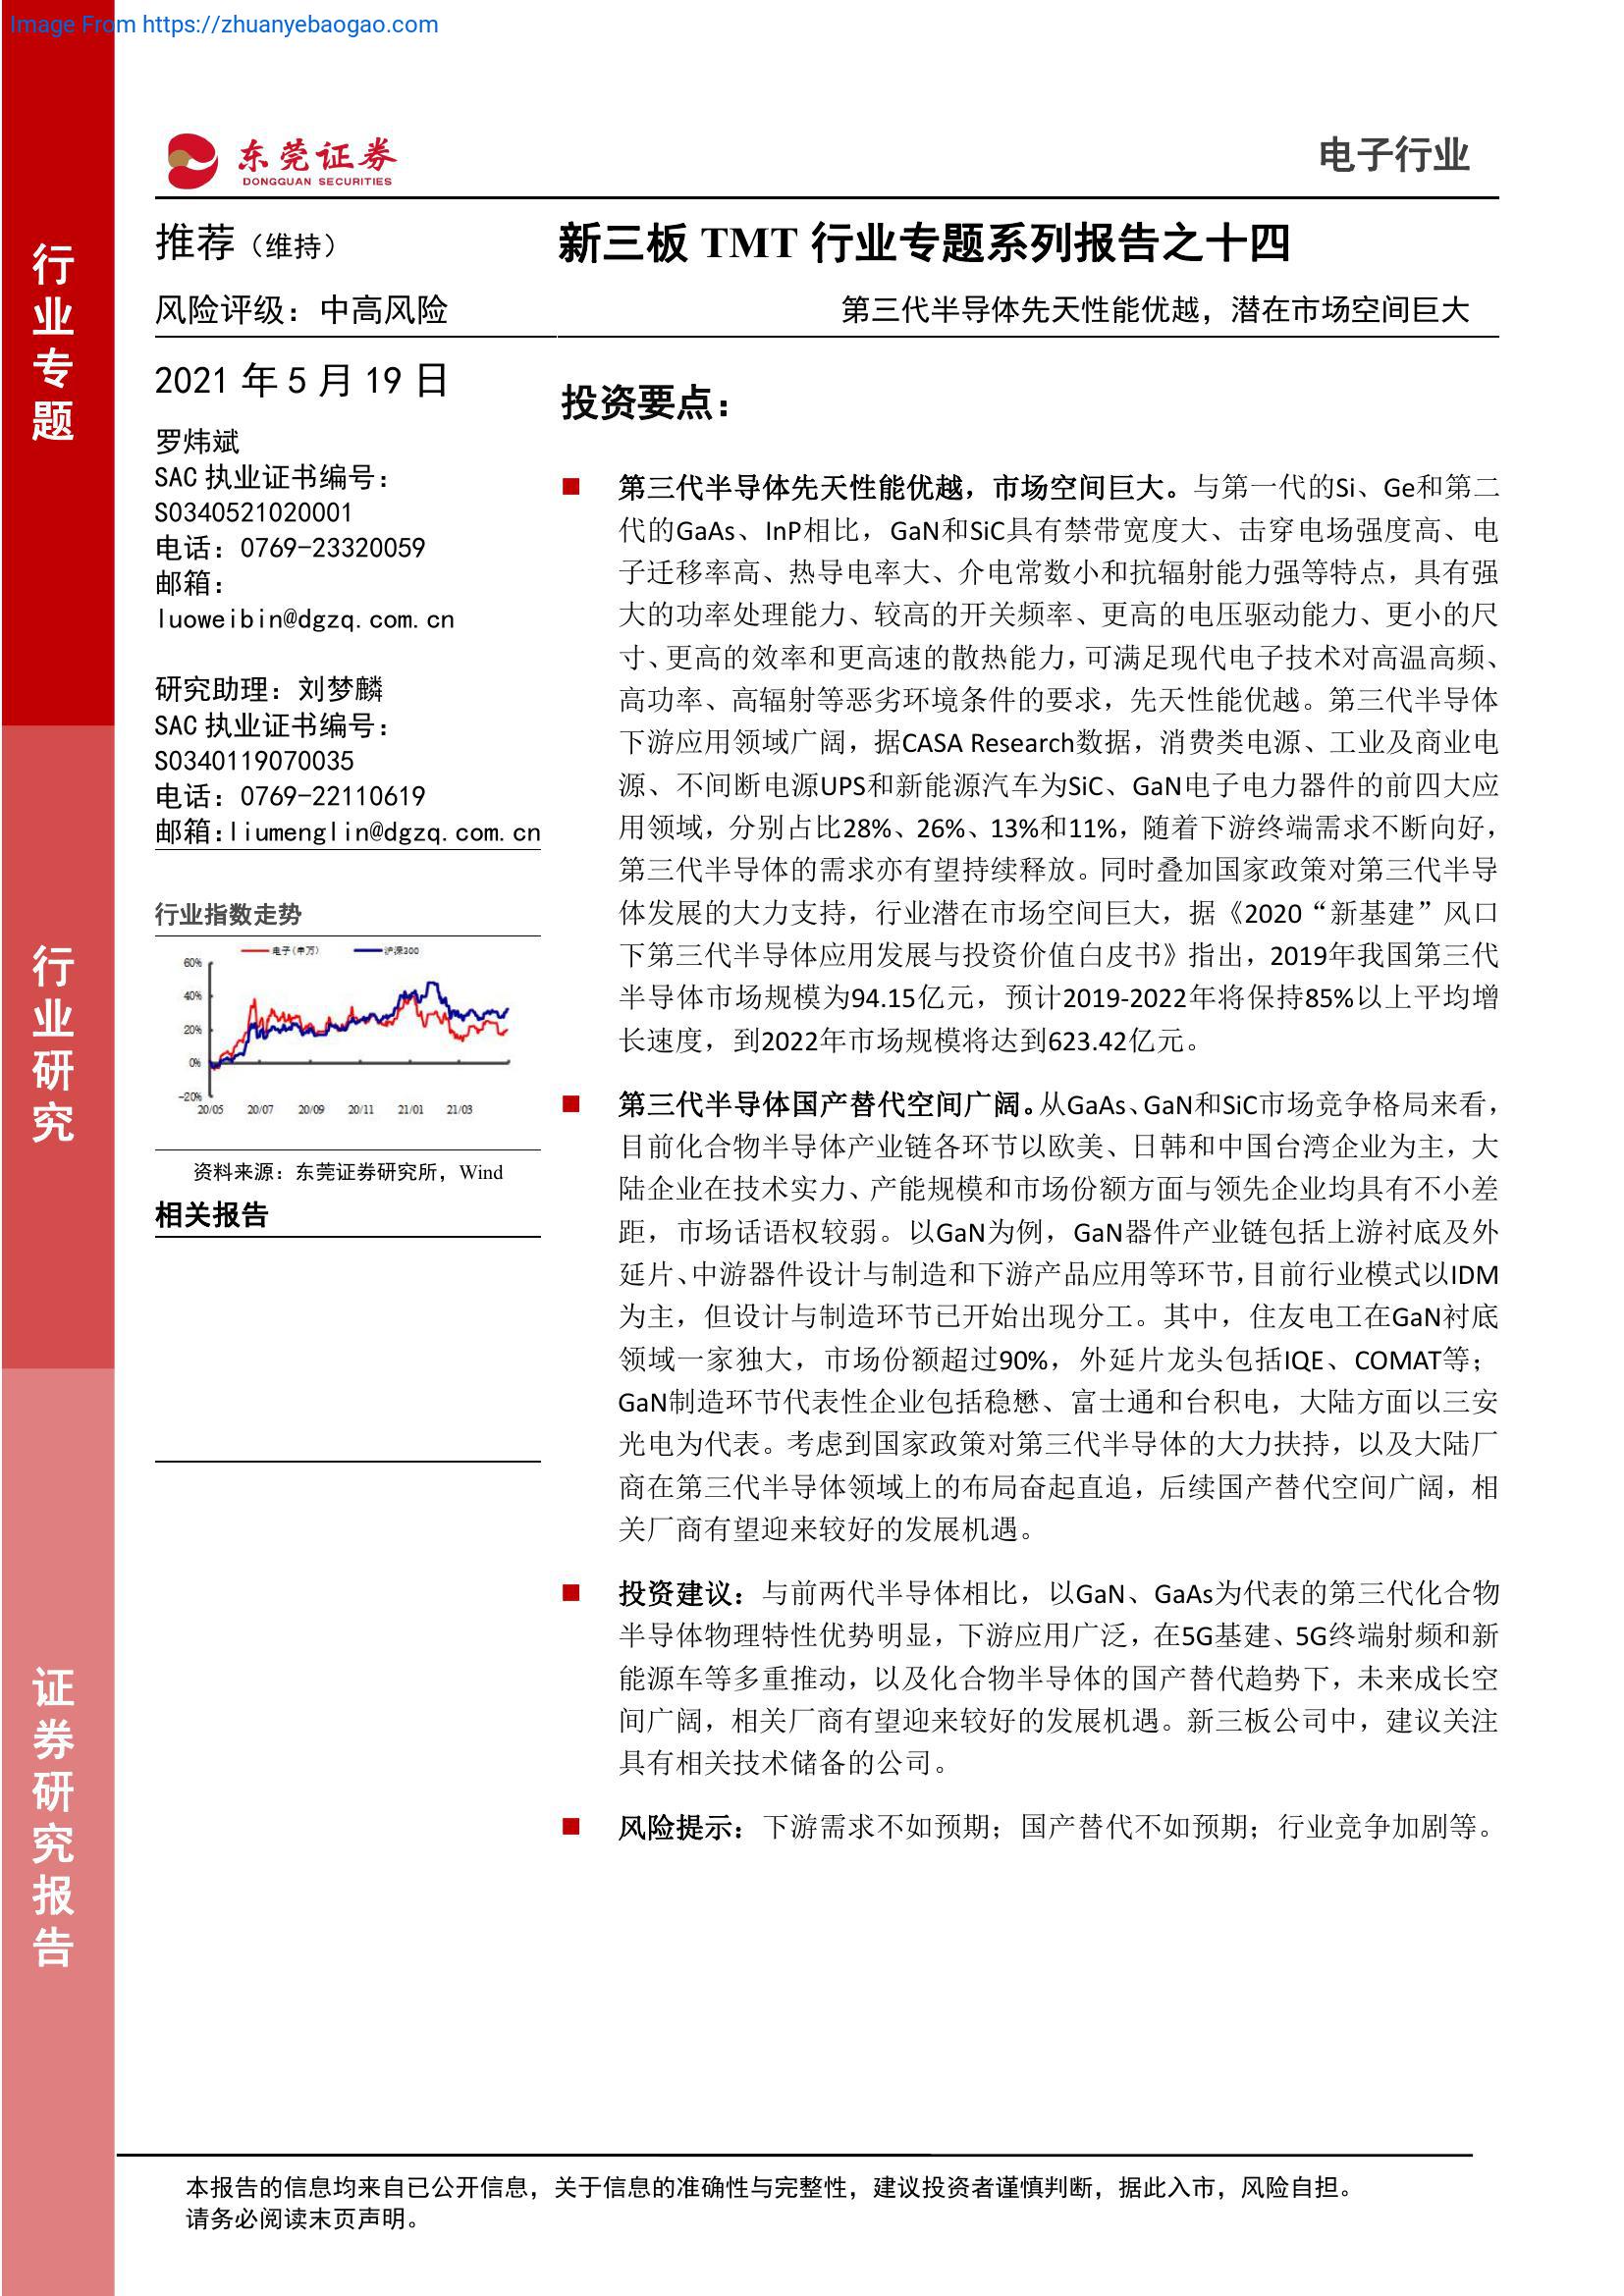 Image From https://zhuanyebaogao.com
行业专题
行业研究
证券研究报告
东莞证券
DONGGUAN SECURITIES
电子行业
推荐（维持）
风险评级：中高风险
新三板 TMT 行业专题系列报告之十四
第三代半导体先天性能优越，潜在市场空间巨大
2021 年 5 月 19 日
罗炜斌
SAC 执业证书编号：
S0340521020001
电话：0769-23320059
邮箱：
luoweibin@dgzq.com.cn
研究助理：刘梦麟
SAC 执业证书编号：
S0340119070035
电话：0769-22110619
邮箱：liumenglin@dgzq.com.cn
行业指数走势
电子(申万)
沪深300
60%
40%
20%
0%
-20%
20/05
20/07
20/09
20/11
21/01
21/03
资料来源：东莞证券研究所，Wind
相关报告
投资要点：
■ 第三代半导体先天性能优越，市场空间巨大。与第一代的Si、Ge和第二
代的GaAs、InP相比，GaN和SiC具有禁带宽度大、击穿电场强度高、电
子迁移率高、热导电率大、介电常数小和抗辐射能力强等特点，具有强
大的功率处理能力、较高的开关频率、更高的电压驱动能力、更小的尺
寸、更高的效率和更高速的散热能力，可满足现代电子技术对高温高频、
高功率、高辐射等恶劣环境条件的要求，先天性能优越。第三代半导体
下游应用领域广阔，据CASA Research数据，消费类电源、工业及商业电
源、不间断电源UPS和新能源汽车为SiC、GaN电子电力器件的前四大应
用领域，分别占比28%、26%、13%和11%，随着下游终端需求不断向好，
第三代半导体的需求亦有望持续释放。同时叠加国家政策对第三代半导
体发展的大力支持，行业潜在市场空间巨大，据《2020“新基建”风口
下第三代半导体应用发展与投资价值白皮书》指出，2019年我国第三代
半导体市场规模为94.15亿元，预计2019-2022年将保持85%以上平均增
长速度，到2022年市场规模将达到623.42亿元。
■ 第三代半导体国产替代空间广阔。从GaAs、GaN和SiC市场竞争格局来看，
目前化合物半导体产业链各环节以欧美、日韩和中国台湾企业为主，大
陆企业在技术实力、产能规模和市场份额方面与领先企业均具有不小差
距，市场话语权较弱。以GaN为例，GaN器件产业链包括上游衬底及外
延片、中游器件设计与制造和下游产品应用等环节，目前行业模式以IDM
为主，但设计与制造环节已开始出现分工。其中，住友电工在GaN衬底
领域一家独大，市场份额超过90%，外延片龙头包括IQE、COMAT等；
GaN制造环节代表性企业包括稳懋、富士通和台积电，大陆方面以三安
光电为代表。考虑到国家政策对第三代半导体的大力扶持，以及大陆厂
商在第三代半导体领域上的布局奋起直追，后续国产替代空间广阔，相
关厂商有望迎来较好的发展机遇。
■ 投资建议：与前两代半导体相比，以GaN、GaAs为代表的第三代化合物
半导体物理特性优势明显，下游应用广泛，在5G基建、5G终端射频和新
能源车等多重推动，以及化合物半导体的国产替代趋势下，未来成长空
间广阔，相关厂商有望迎来较好的发展机遇。新三板公司中，建议关注
具有相关技术储备的公司。
■ 风险提示：下游需求不如预期；国产替代不如预期；行业竞争加剧等。
本报告的信息均来自已公开信息，关于信息的准确性与完整性，建议投资者谨慎判断，据此入市，风险自担。
请务必阅读末页声明。